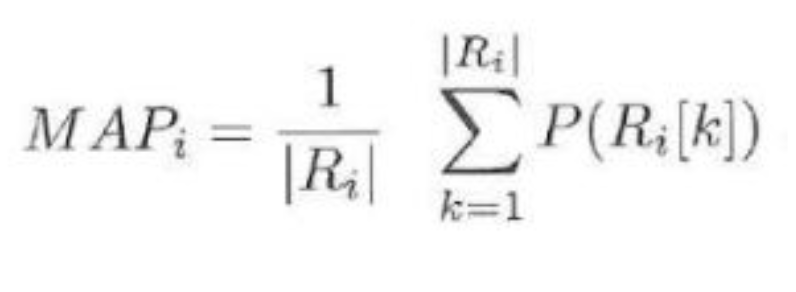 $MAP_i = \frac{1}{|R_i|} \sum_{k=1}^{|R_i|} P(R_i[k])$